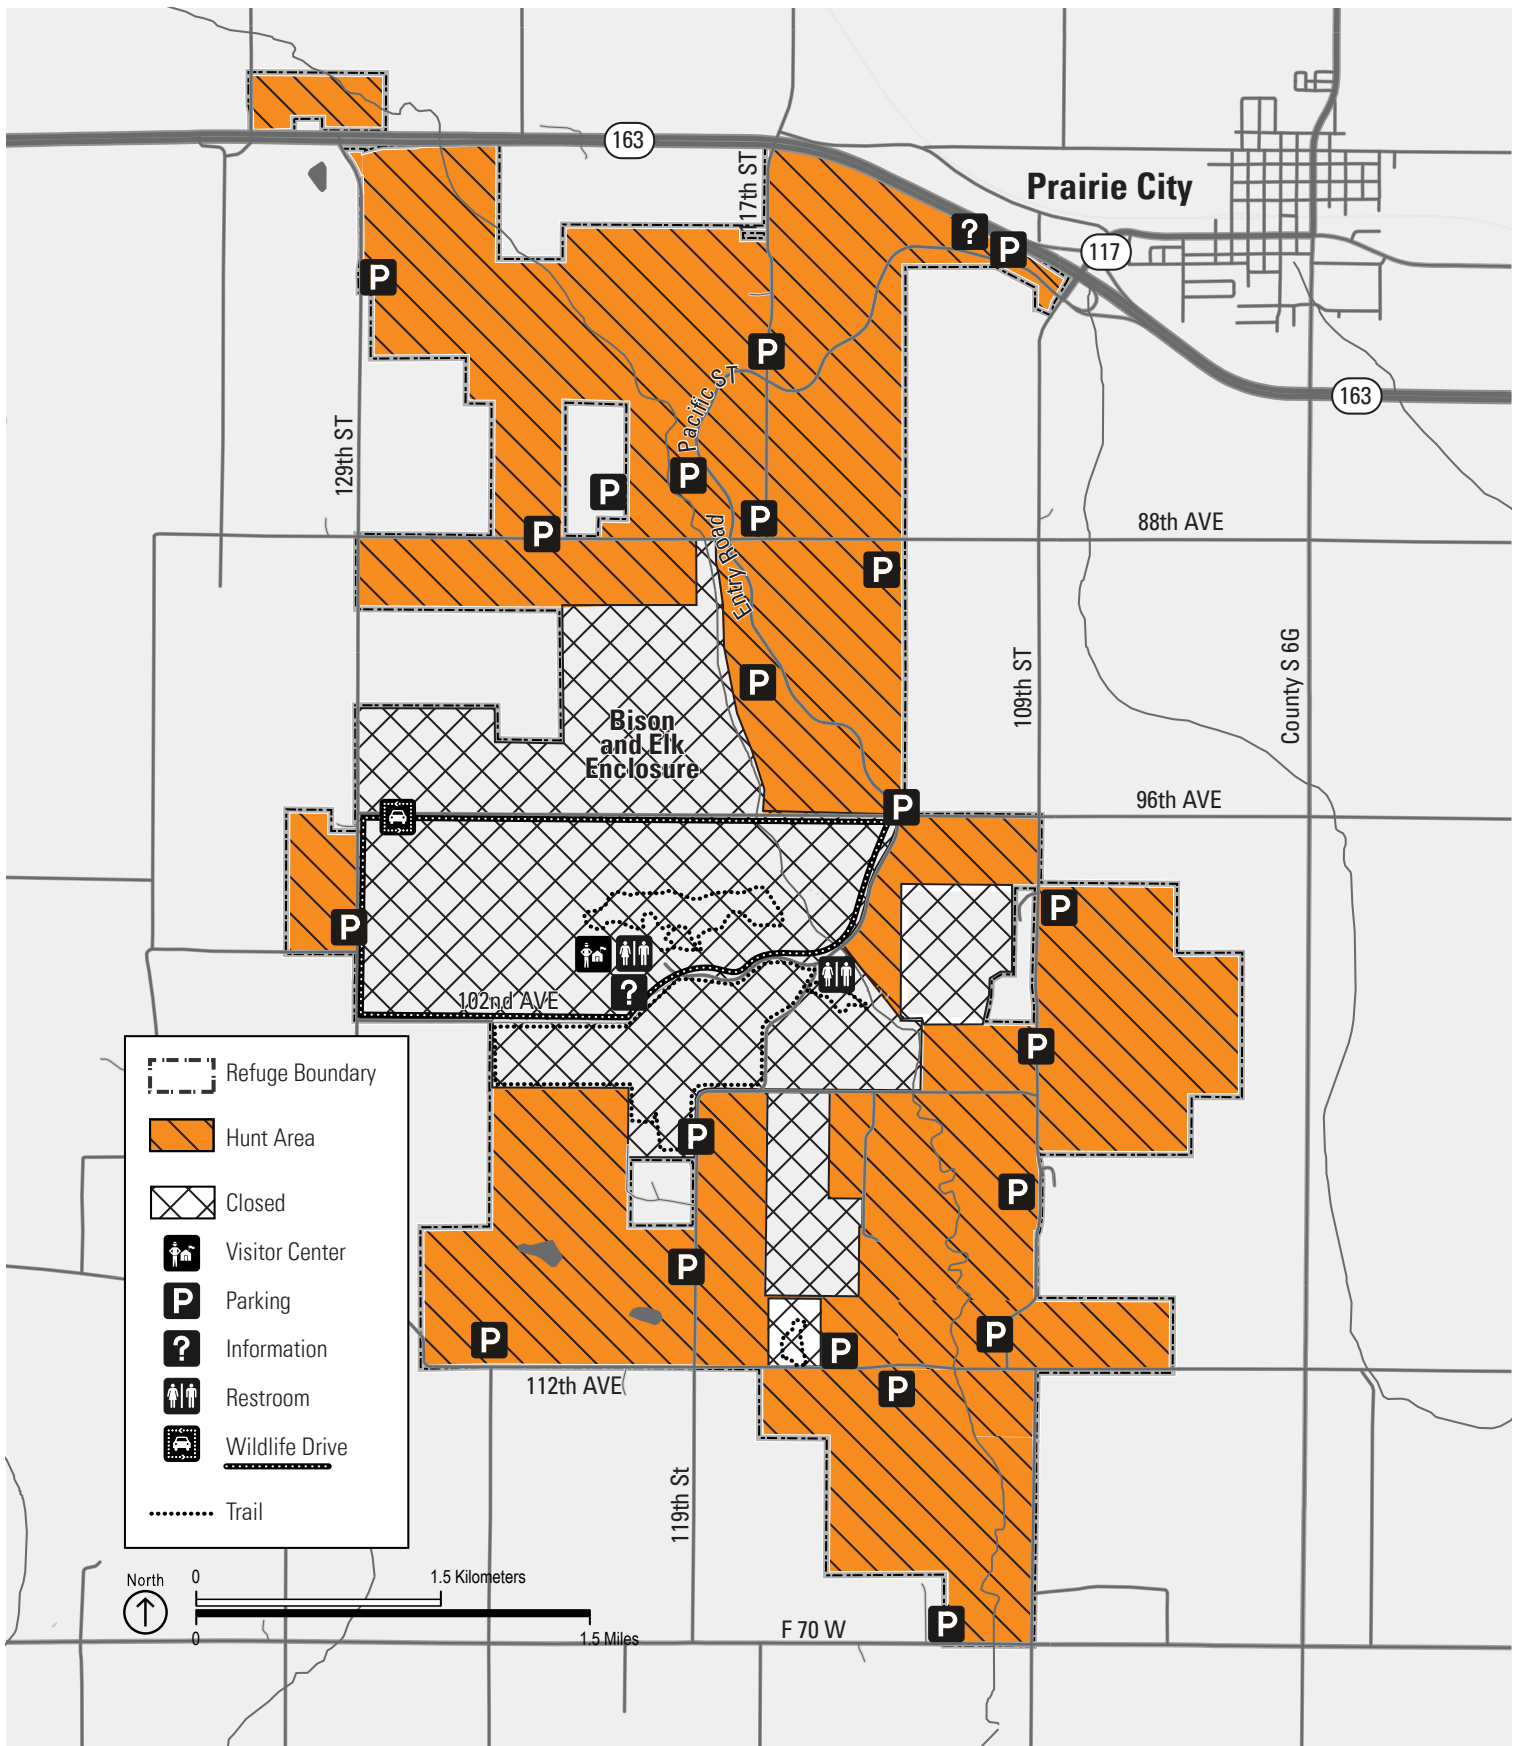 163
17th ST
Prairie City
?
P
117
P
P
163
Pacific ST
129th ST
P
P
P
P
88th AVE
Entry Road
P
P
County S 6G
109th ST
Bison
and Elk
Enclosure
96th AVE
P
P
P
?
102nd AVE
P
Refuge Boundary
Hunt Area
P
P
Closed
Visitor Center
P
P Parking
? Information
P
P
P
112th AVE
P
Restroom
Wildlife Drive
119th St
Trail
North
0
1.5 Kilometers
0
1.5 Miles
F 70 W
P